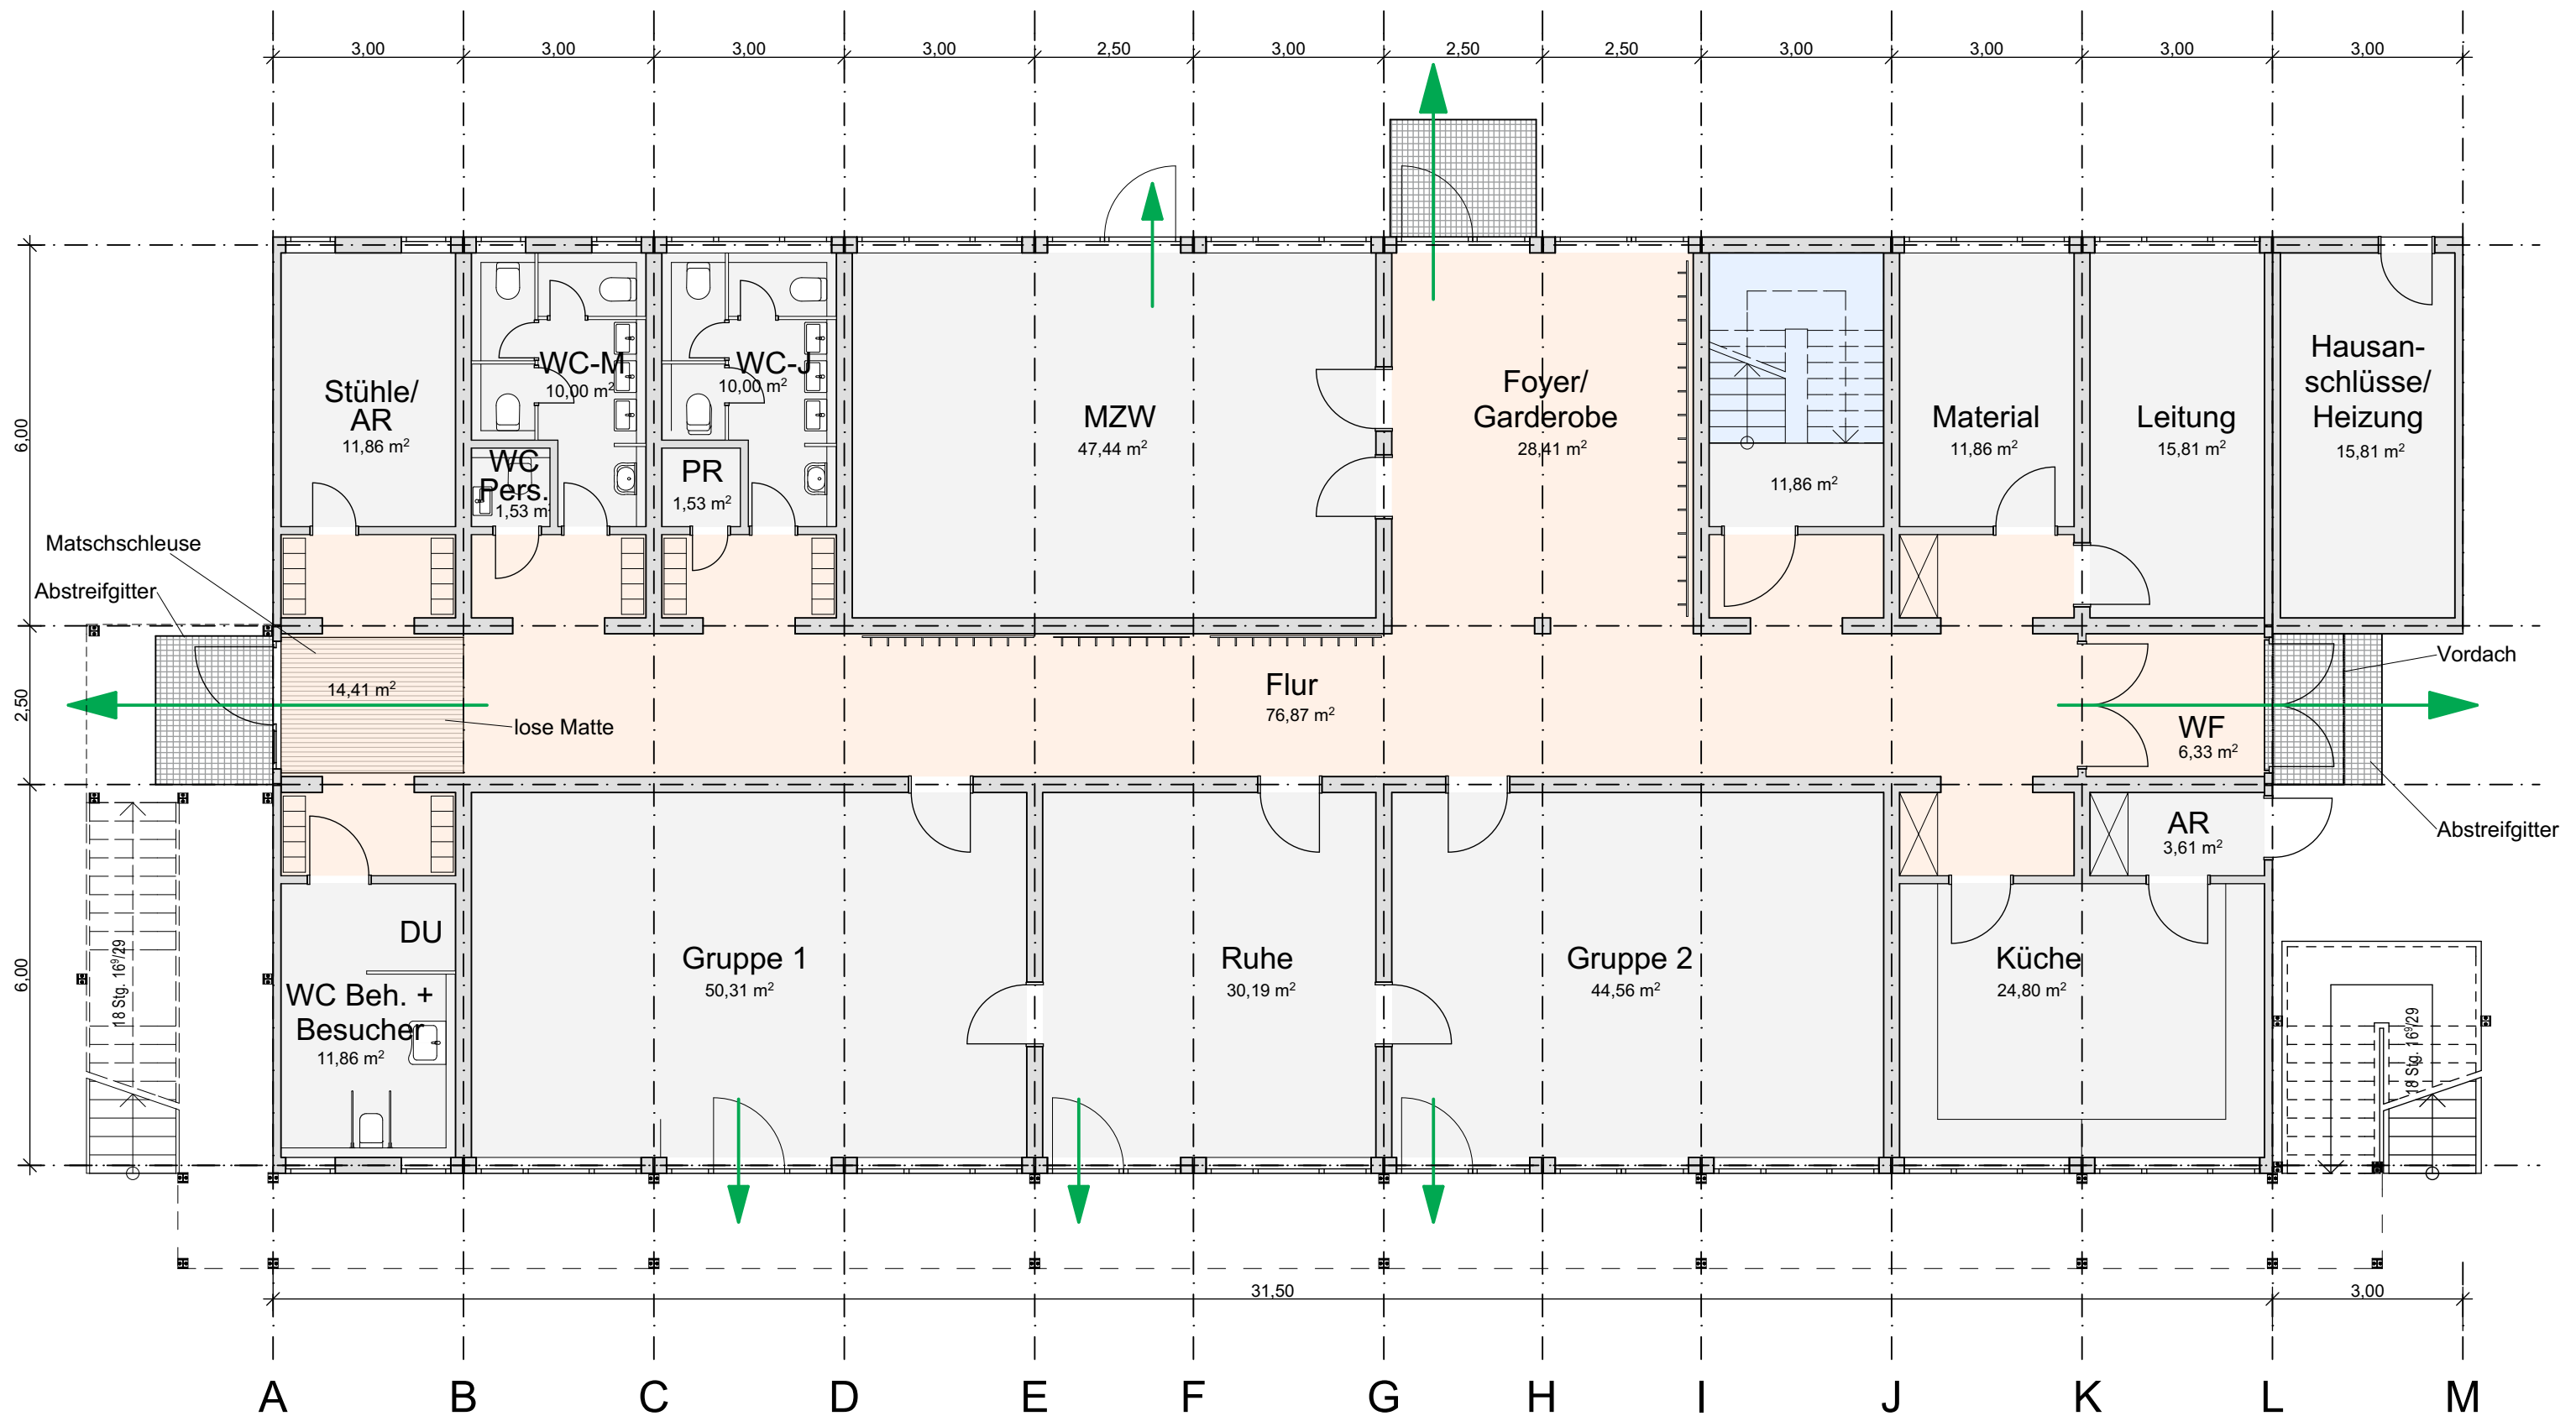 3,00 3,00 3,00 3,00 2,50 3,00 2,50 2,50 3,00 3,00 3,00 3,00
6,00
2,50
6,00
Stühle/
AR
11,86 m²
WC-M
10,00 m²
WC
Pers.
1,53 m²
WC-J
10,00 m²
PR
1,53 m²
MZW
47,44 m²
Foyer/
Garderobe
28,41 m²
11,86 m²
Material
11,86 m²
Leitung
15,81 m²
Hausan-
schlüsse/
Heizung
15,81 m²
Matschschleuse
Abstreifgitter
14,41 m²
lose Matte
Flur
76,87 m²
WF
6,33 m²
Vordach
Abstreifgitter
AR
3,61 m²
18 Stg. 16⁹/29
DU
WC Beh. +
Besucher
11,86 m²
Gruppe 1
50,31 m²
Ruhe
30,19 m²
Gruppe 2
44,56 m²
Küche
24,80 m²
18 Stg. 16⁹/29
31,50 3,00
A B C D E F G H I J K L M